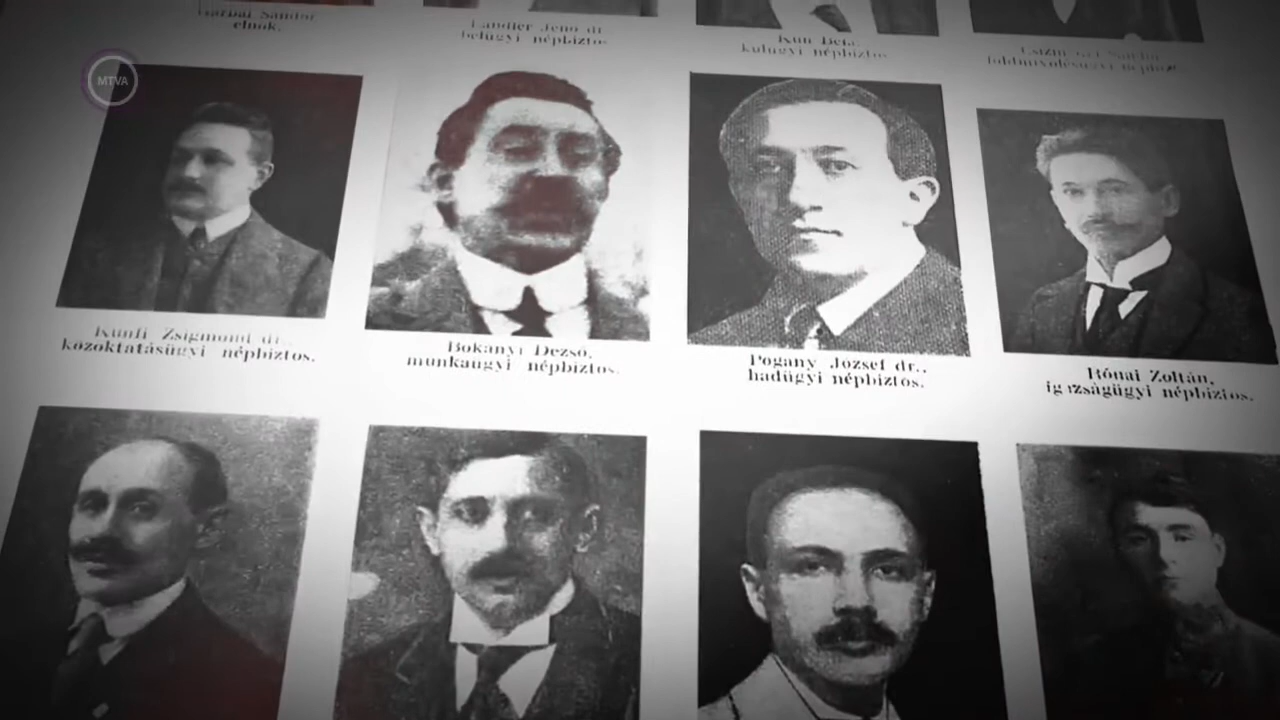 MTVA
Garbai Sándor
elnök.
Landler Jenő dr.
belügyi népbiztos
Kun Béla,
külügyi népbiztos
Kunfi Zsigmond dr.,
közoktatásügyi népbiztos.
Bokányi Dezső,
munkaügyi népbiztos.
Pogány József dr.,
hadügyi népbiztos.
Rónai Zoltán,
igazságügyi népbiztos.